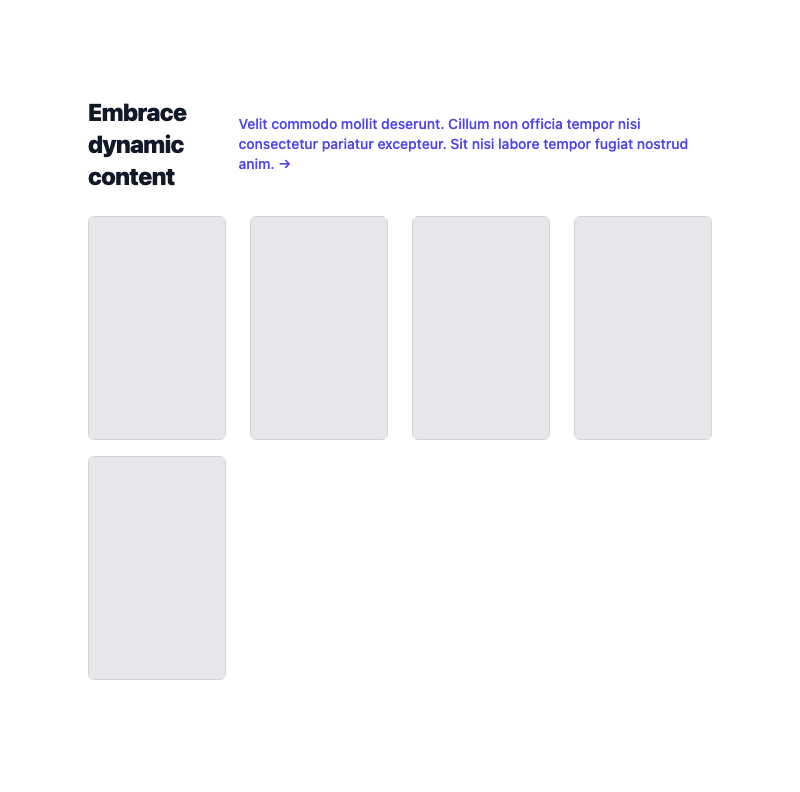 Embrace
dynamic
content
Velit commodo mollit deserunt. Cillum non officia tempor nisi
consectetur pariatur excepteur. Sit nisi labore tempor fugiat nostrud
anim. →